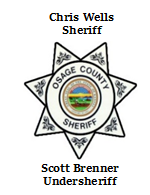 Chris Wells
Sheriff
OSAGE COUNTY
SHERIFF
Scott Brenner
Undersheriff